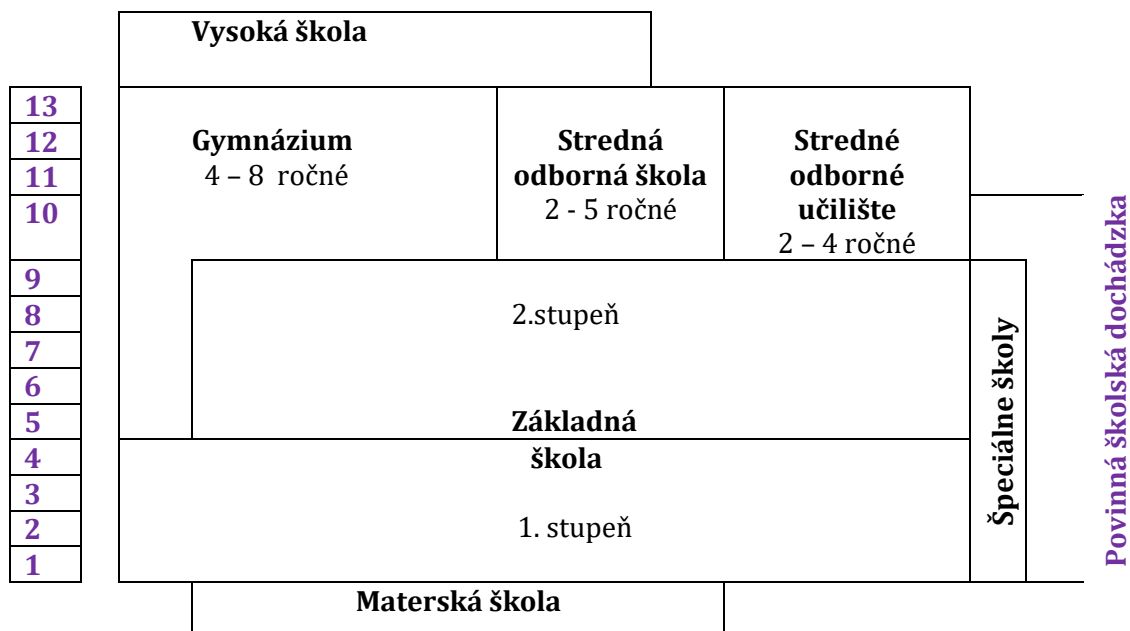 Vysoká škola
13
12
11
10
9
8
7
6
5
4
3
2
1
Gymnázium
4 – 8 ročné
Stredná
odborná škola
2 - 5 ročné
Stredné
odborné
učilište
2 – 4 ročné
2.stupeň
Základná
škola
1. stupeň
Špeciálne školy
Povinná školská dochádzka
Materská škola